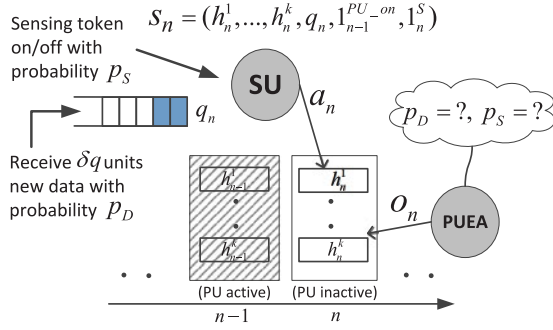 Sensing token
on/off with
probability p_S
s_n = (h_n^1,...,h_n^k, q_n, 1_{n-1}^{PU-on}, 1_n^S)
SU
a_n
q_n
p_D = ?, p_S = ?
Receive δq units
new data with
probability p_D
h_{n-1}^1
h_n^1
o_n
PUEA
h_{n-1}^k
h_n^k
(PU active)
(PU inactive)
n-1
n